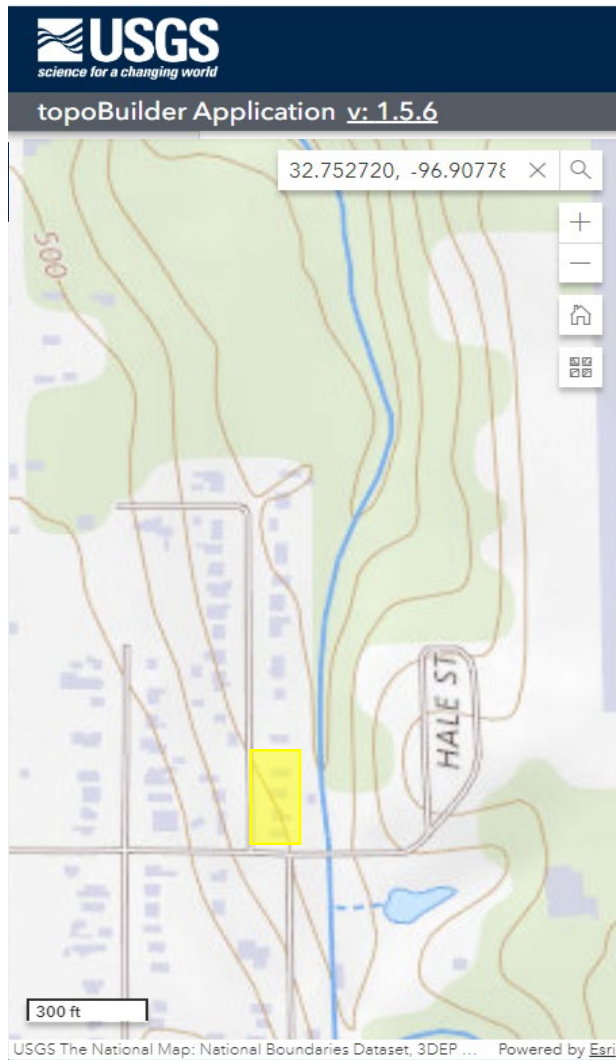 USGS
science for a changing world
topoBuilder Application v: 1.5.6
32.752720, -96.90778
500
HALE ST
300 ft
USGS The National Map: National Boundaries Dataset, 3DEP ... Powered by Esri